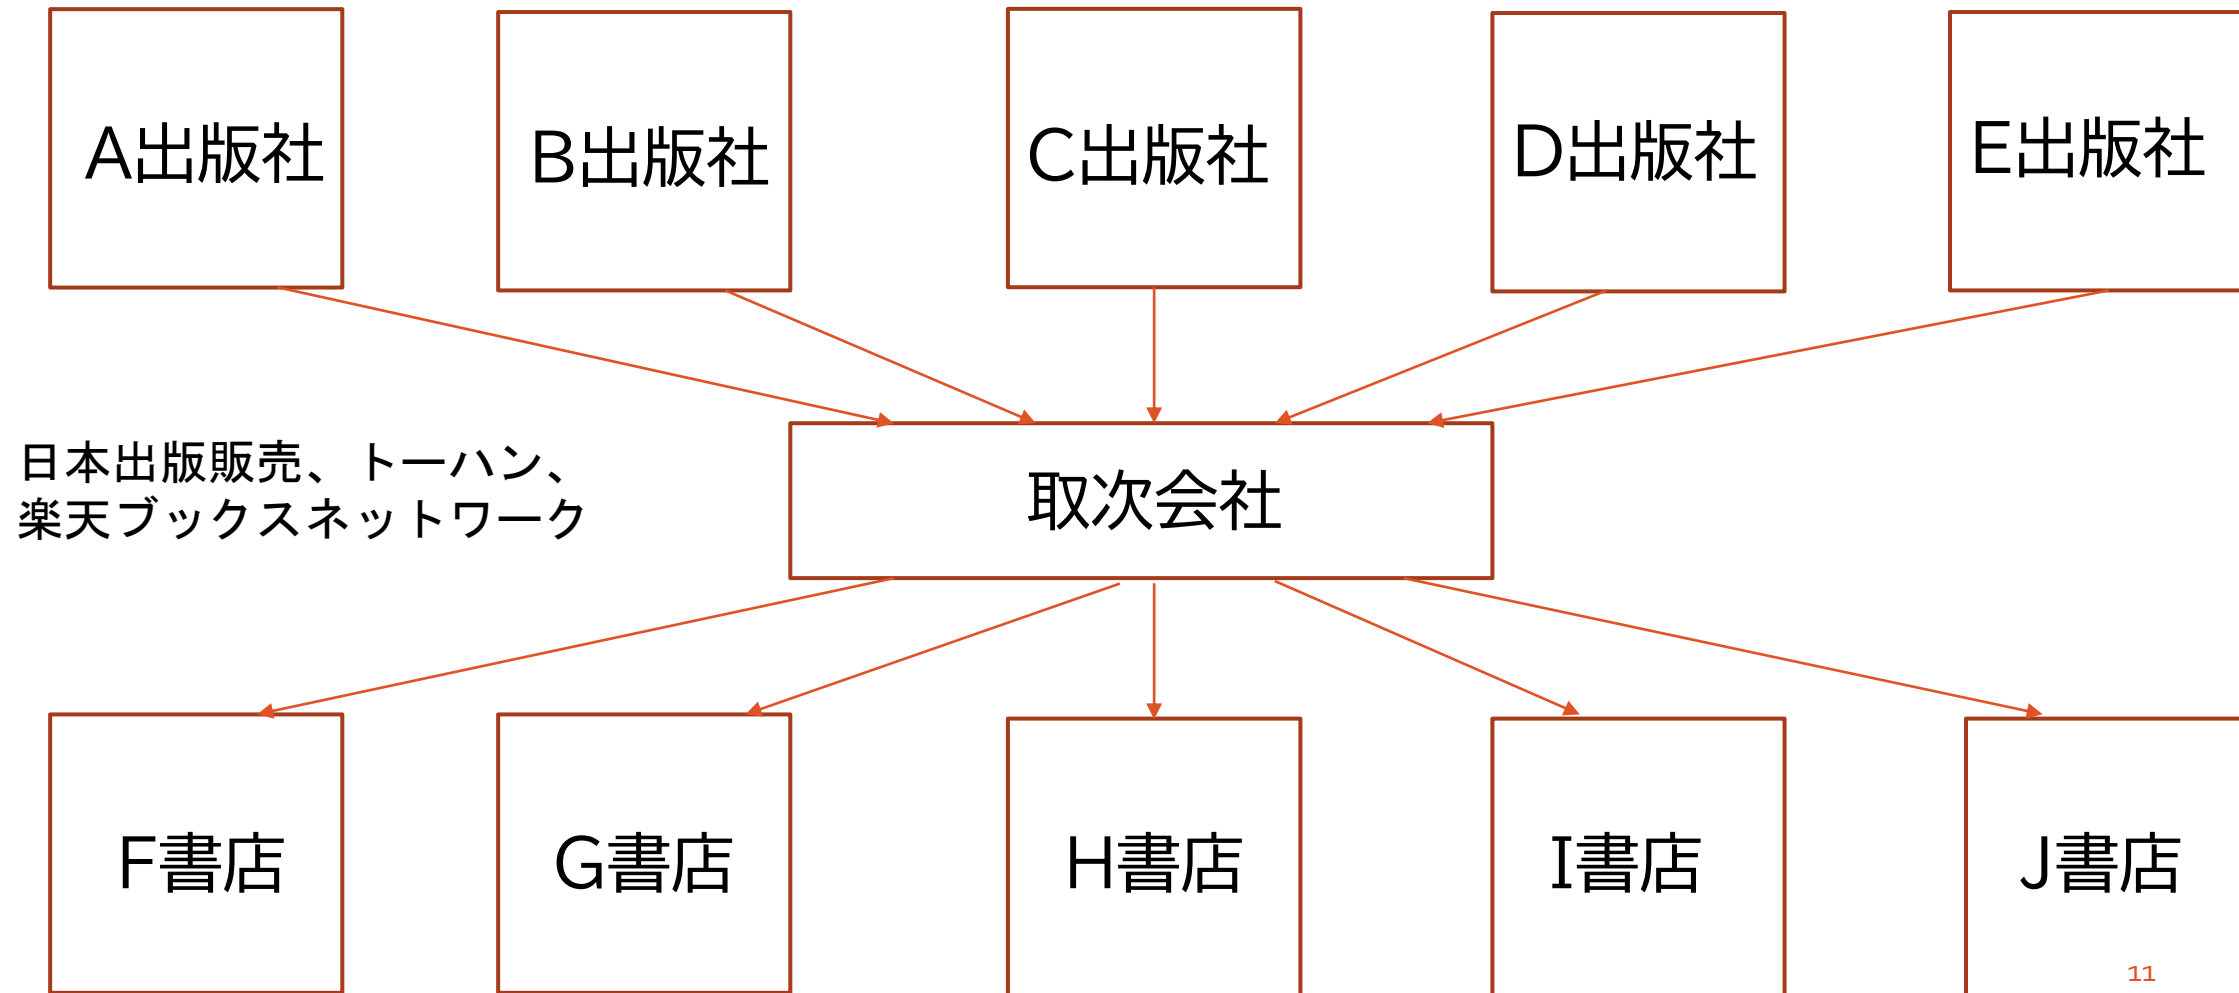 A出版社
B出版社
C出版社
D出版社
E出版社
日本出版販売、トーハン、
楽天ブックスネットワーク
取次会社
F書店
G書店
H書店
I書店
J書店
11